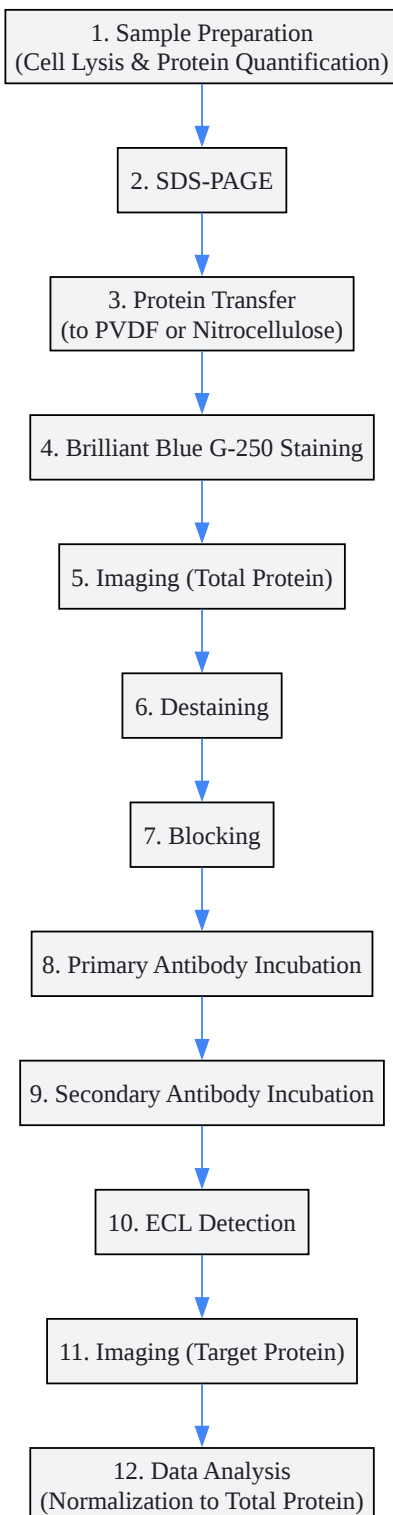 1. Sample Preparation
(Cell Lysis & Protein Quantification)
2. SDS-PAGE
3. Protein Transfer
(to PVDF or Nitrocellulose)
4. Brilliant Blue G-250 Staining
5. Imaging (Total Protein)
6. Destaining
7. Blocking
8. Primary Antibody Incubation
9. Secondary Antibody Incubation
10. ECL Detection
11. Imaging (Target Protein)
12. Data Analysis
(Normalization to Total Protein)